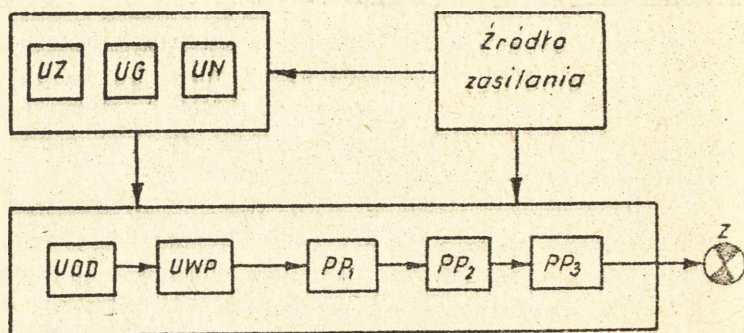 UZ UG UN
Źródło
zasilania
UOD UWP PP1 PP2 PP3
Z